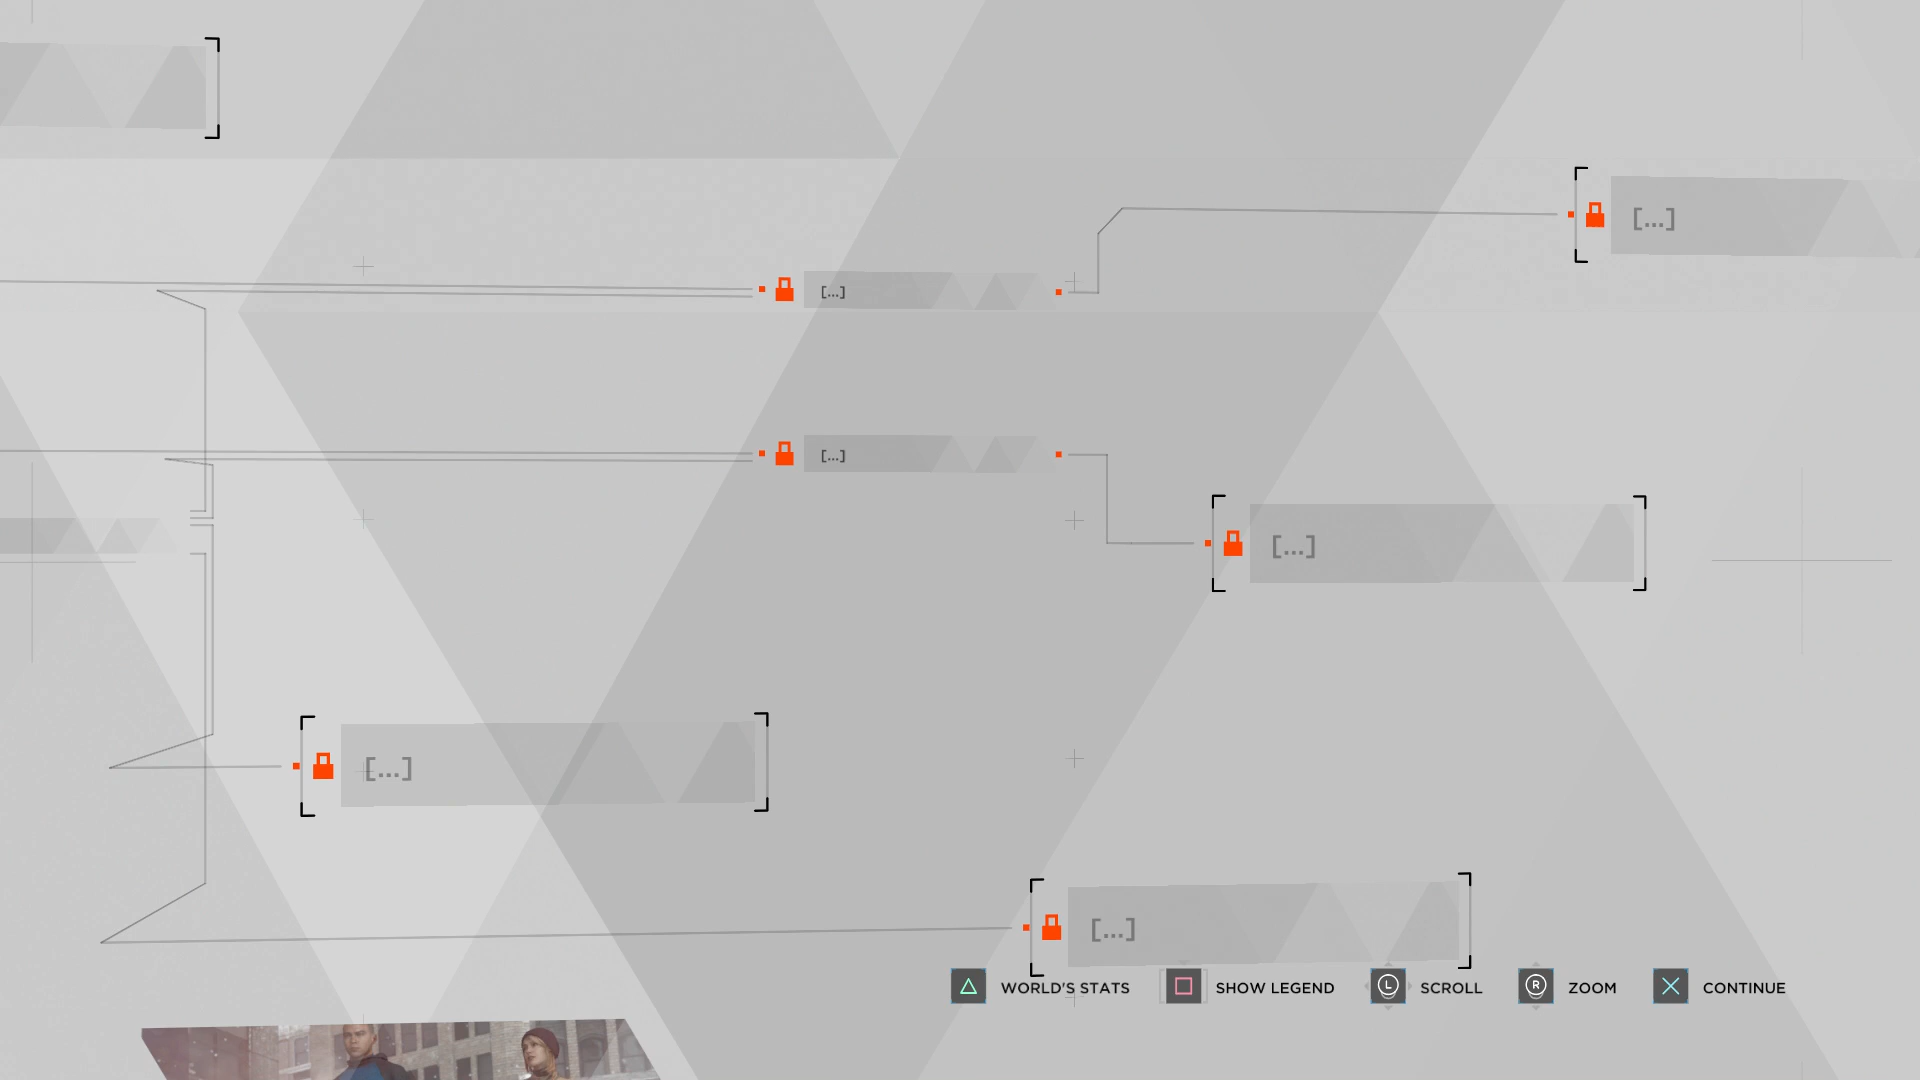 [...]
[...]
[...]
[...]
[...]
[...]
WORLD'S STATS
SHOW LEGEND
L
SCROLL
R
ZOOM
CONTINUE